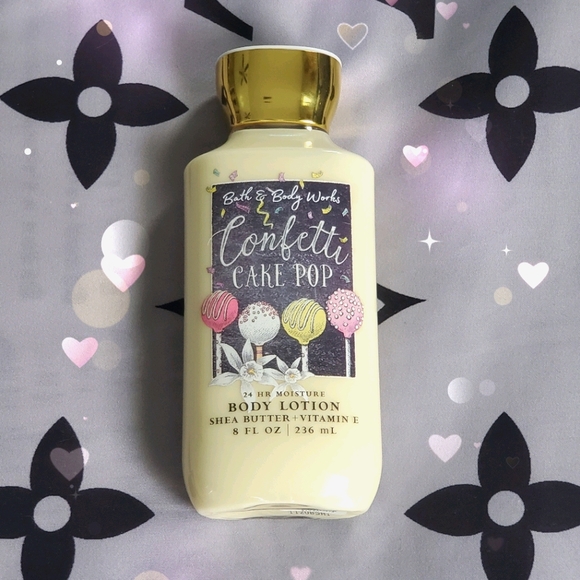 Bath & Body Works
Confetti
CAKE POP
24 HR MOISTURE
BODY LOTION
SHEA BUTTER+VITAMIN E
8 FL OZ | 236 mL